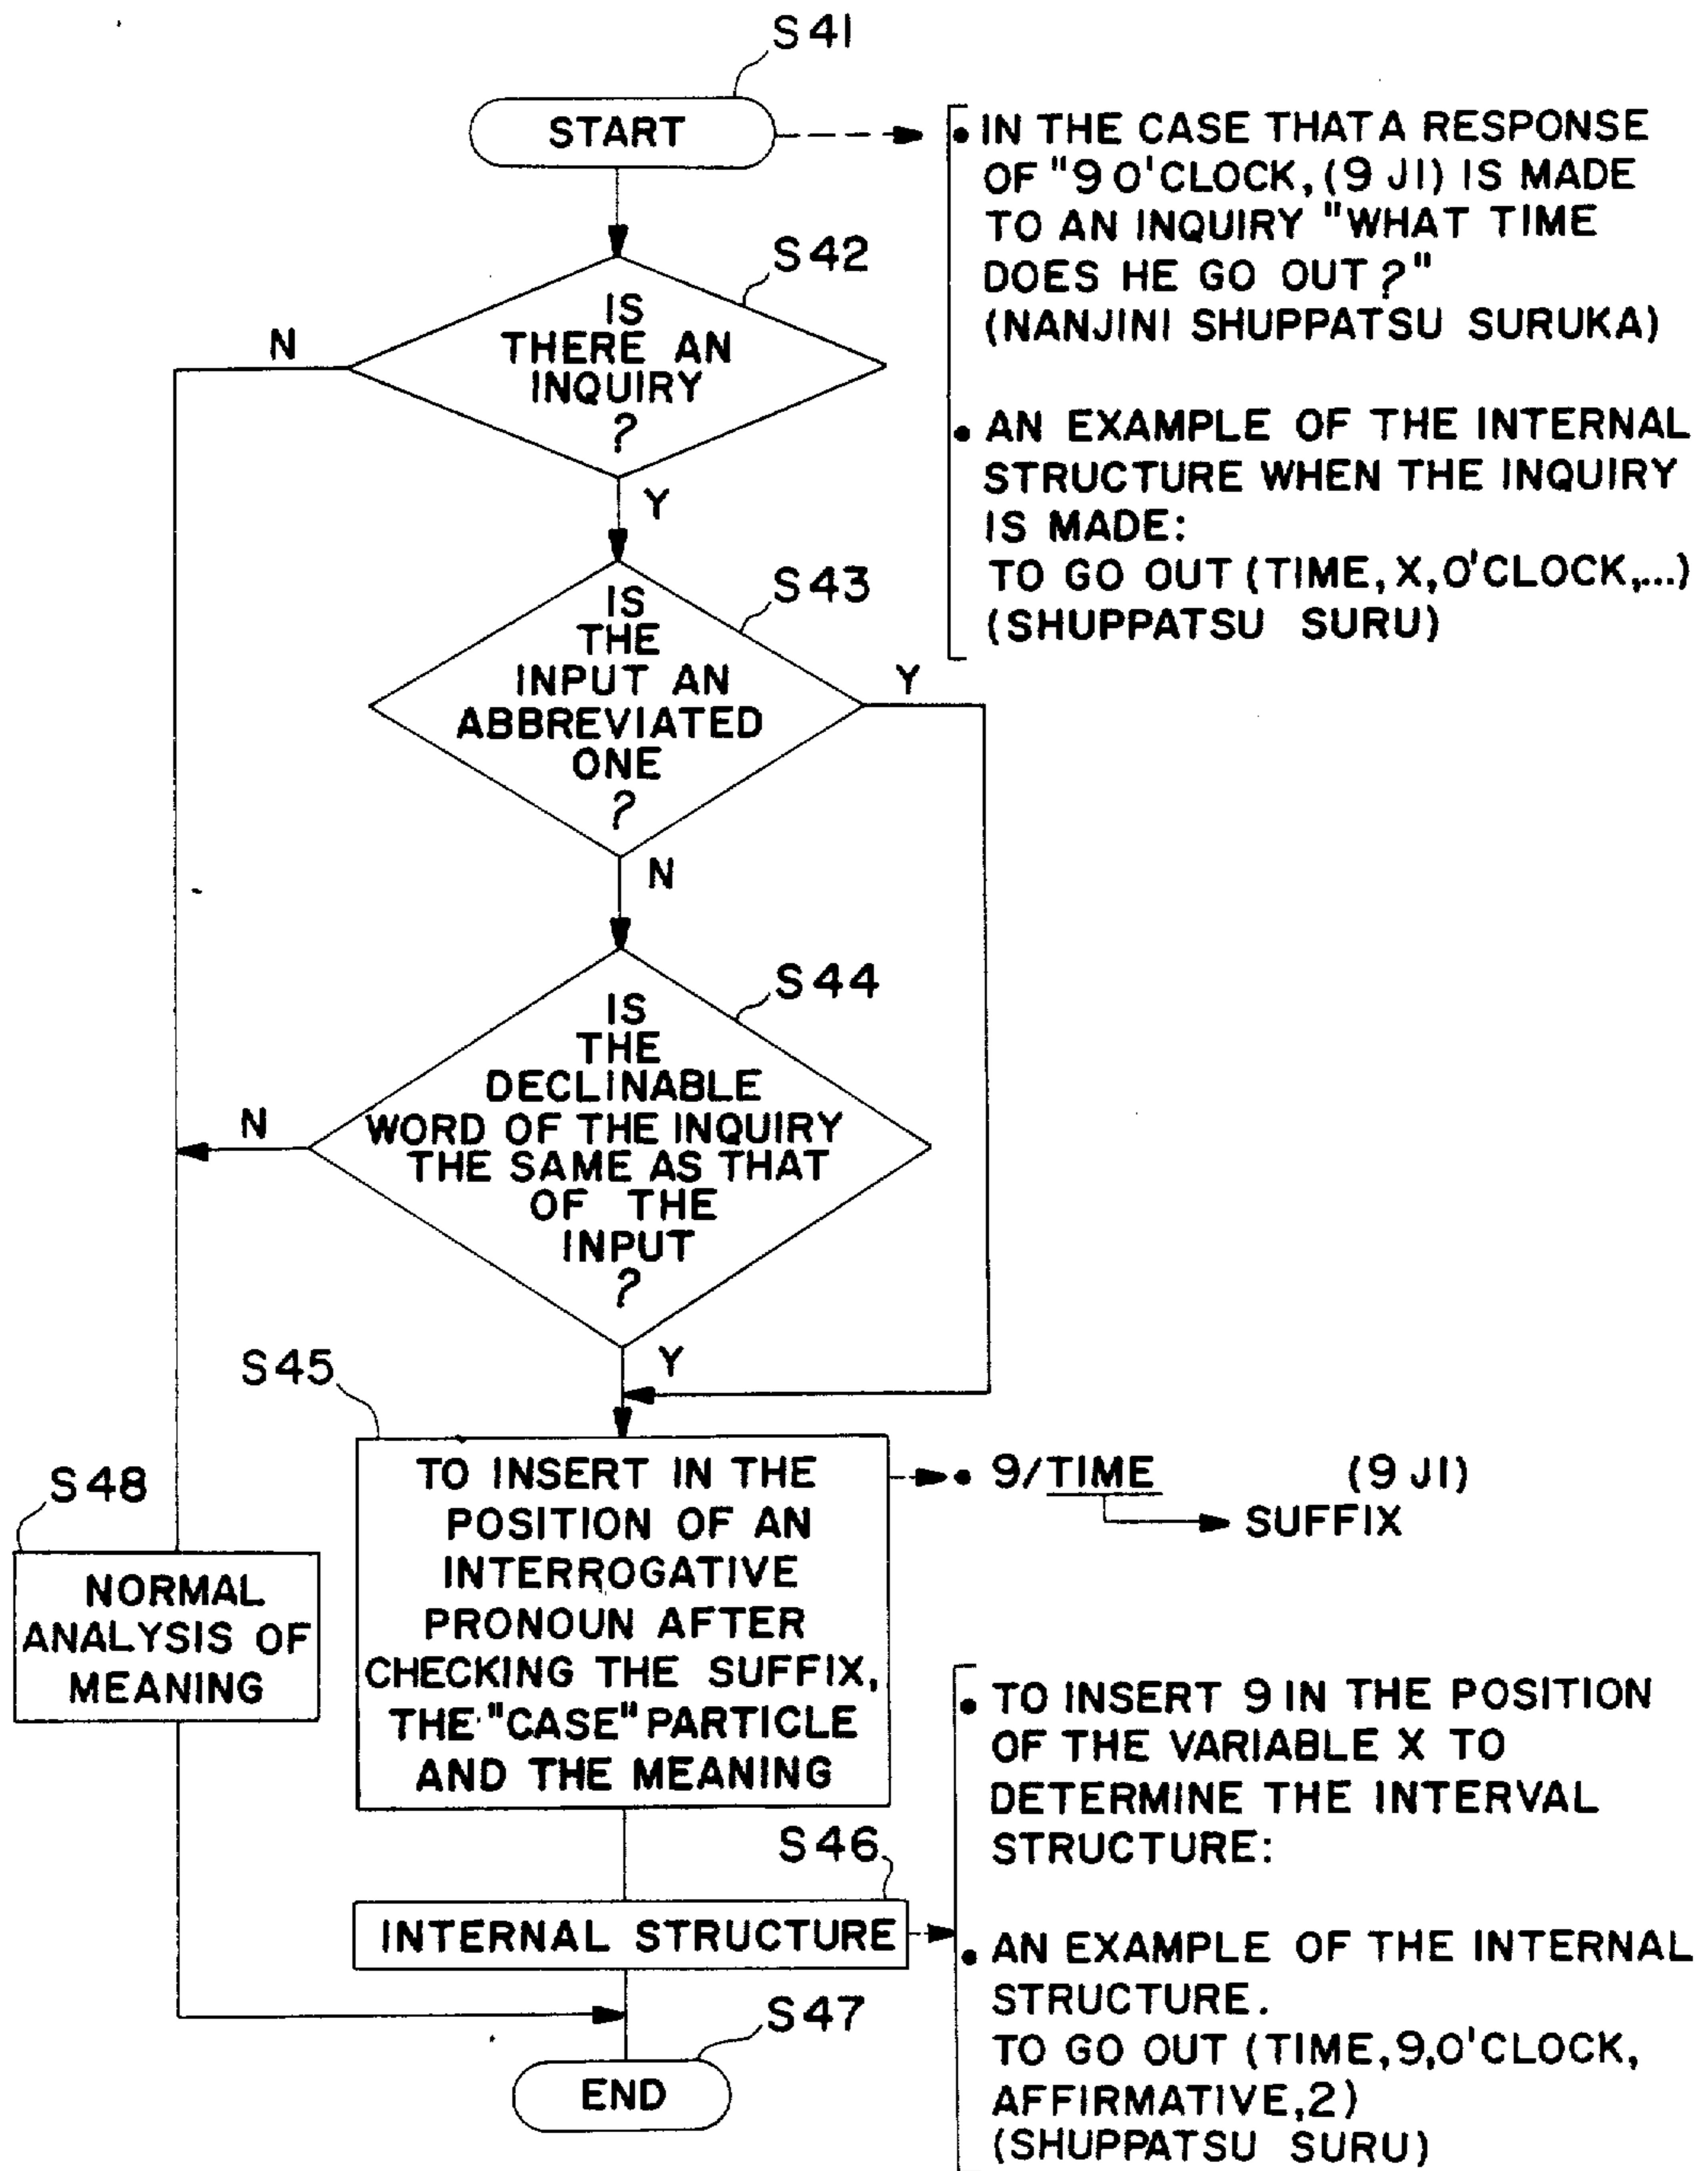 S41
START
• IN THE CASE THAT A RESPONSE
OF "9 O'CLOCK, (9 JI) IS MADE
TO AN INQUIRY "WHAT TIME
DOES HE GO OUT ?"
(NANJINI SHUPPATSU SURUKA)
• AN EXAMPLE OF THE INTERNAL
STRUCTURE WHEN THE INQUIRY
IS MADE:
TO GO OUT (TIME, X, O'CLOCK,...)
(SHUPPATSU SURU)
S42
IS
THERE AN
INQUIRY
?
N
Y
S43
IS
THE
INPUT AN
ABBREVIATED
ONE
?
Y
N
S44
IS
THE
DECLINABLE
WORD OF THE INQUIRY
THE SAME AS THAT
OF THE
INPUT
?
N
Y
S45
TO INSERT IN THE
POSITION OF AN
INTERROGATIVE
PRONOUN AFTER
CHECKING THE SUFFIX,
THE "CASE" PARTICLE
AND THE MEANING
• 9/TIME (9 JI)
SUFFIX
S48
NORMAL
ANALYSIS OF
MEANING
S46
INTERNAL STRUCTURE
• TO INSERT 9 IN THE POSITION
OF THE VARIABLE X TO
DETERMINE THE INTERVAL
STRUCTURE:
• AN EXAMPLE OF THE INTERNAL
STRUCTURE.
TO GO OUT (TIME, 9, O'CLOCK,
AFFIRMATIVE, 2)
(SHUPPATSU SURU)
S47
END